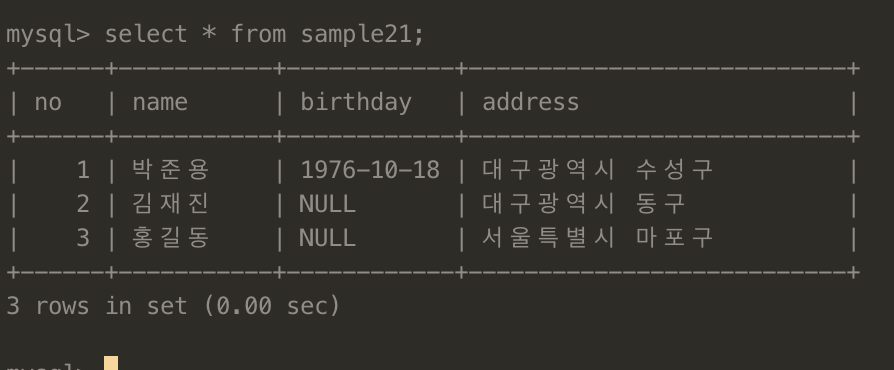 mysql> select * from sample21;
+------+-----------+------------+---------------------------+
| no | name | birthday | address |
+------+-----------+------------+---------------------------+
| 1 | 박준용 | 1976-10-18 | 대구광역시 수성구 |
| 2 | 김재진 | NULL | 대구광역시 동구 |
| 3 | 홍길동 | NULL | 서울특별시 마포구 |
+------+-----------+------------+---------------------------+
3 rows in set (0.00 sec)
mysql>